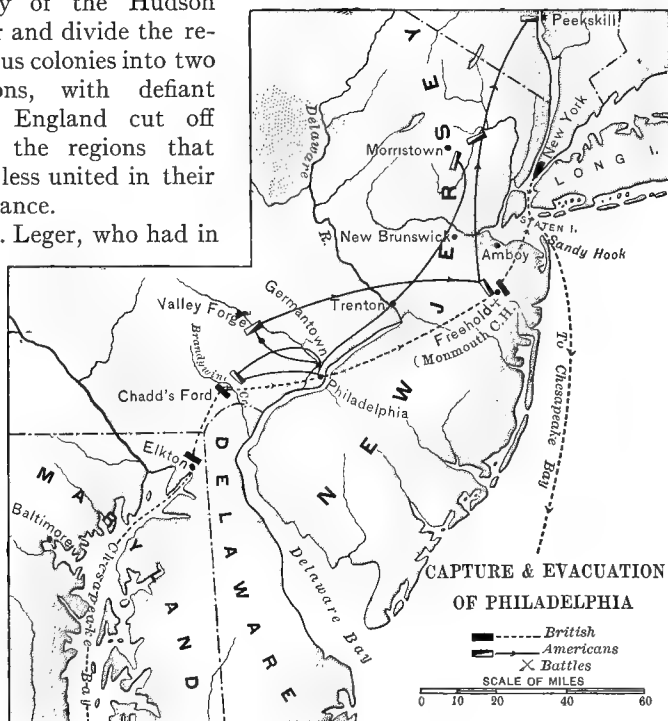 y of the Hudson
r and divide the re-
us colonies into two
ons, with defiant
England cut off
the regions that
less united in their
ance.
. Leger, who had in
Peekskill
Delaware
R.
Morristown
New York
LONG I.
STATEN I.
New Brunswick
Amboy
Sandy Hook
Valley Forge
Germantown
Trenton
Freehold
(Monmouth C.H.)
Brandywine Cr.
Chadd's Ford
Philadelphia
To Chesapeake Bay
Elkton
NEW JERSEY
MARYLAND
DELAWARE
Baltimore
Chesapeake Bay
Delaware Bay
CAPTURE & EVACUATION
OF PHILADELPHIA
British
Americans
Battles
SCALE OF MILES
0 10 20 40 60